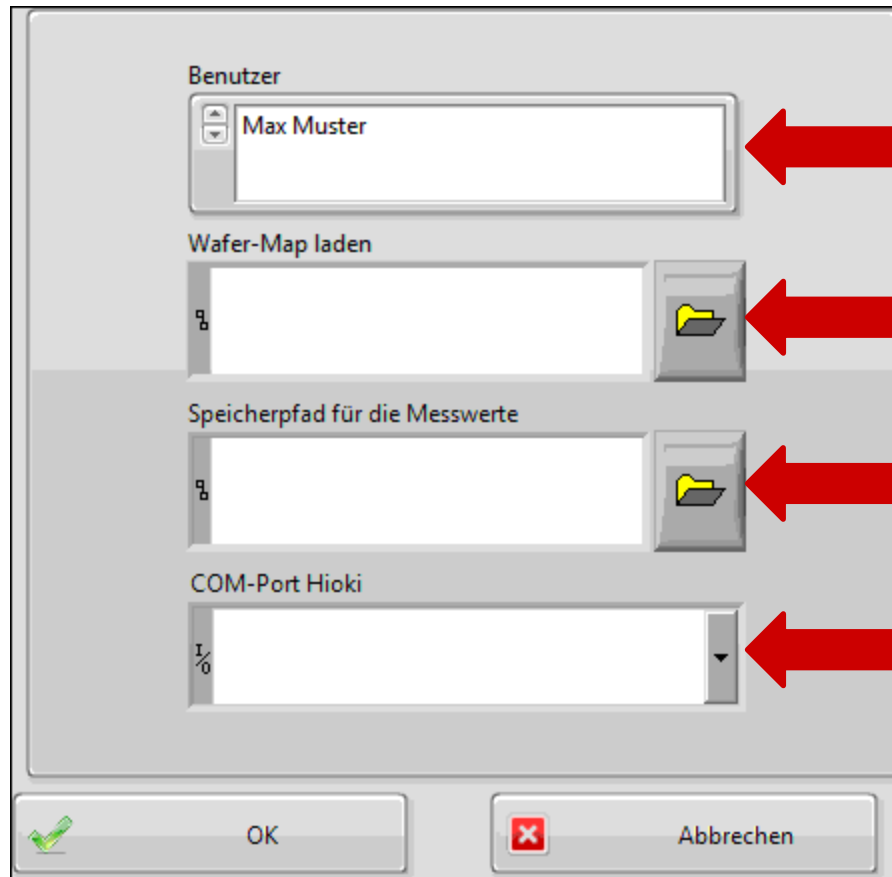 Benutzer
Max Muster
Wafer-Map laden
Speicherpfad für die Messwerte
COM-Port Hioki
I/O
OK
Abbrechen